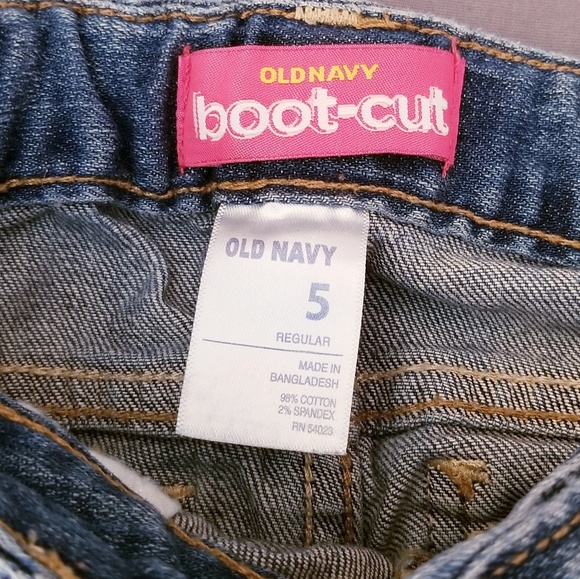 OLD NAVY
boot-cut
OLD NAVY
5
REGULAR
MADE IN
BANGLADESH
98% COTTON
2% SPANDEX
RN 54023